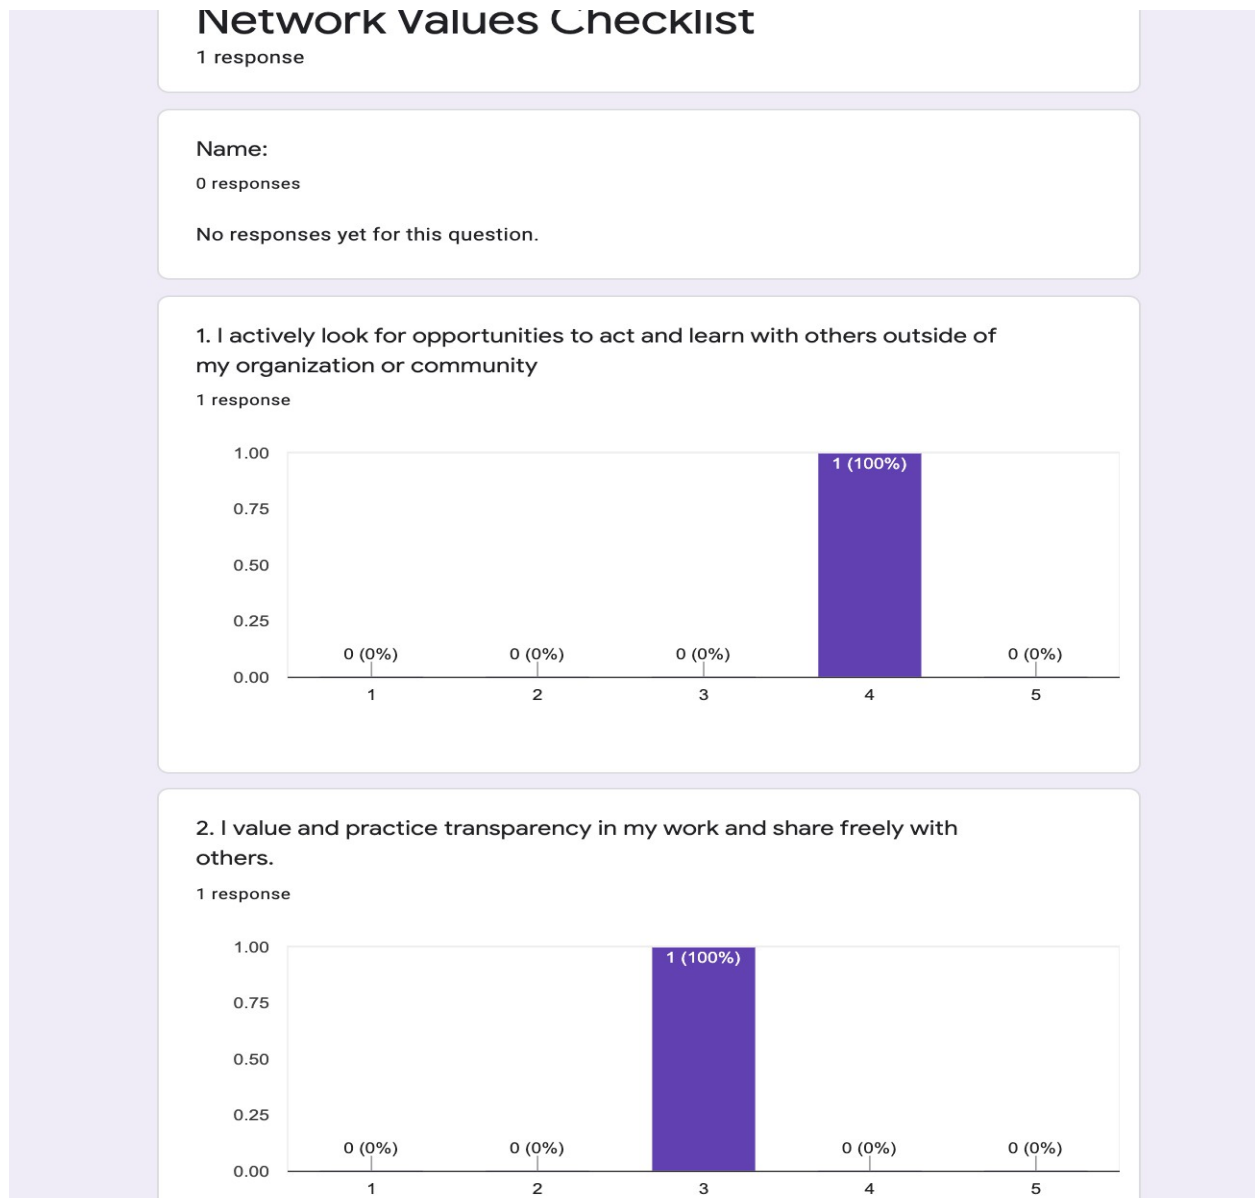 Network Values Checklist
1 response
Name:
0 responses
No responses yet for this question.
1. I actively look for opportunities to act and learn with others outside of
my organization or community
1 response
1.00
0.75
0.50
0.25
0.00
0 (0%)
0 (0%)
0 (0%)
1 (100%)
0 (0%)
1
2
3
4
5
2. I value and practice transparency in my work and share freely with
others.
1 response
1.00
0.75
0.50
0.25
0.00
0 (0%)
0 (0%)
1 (100%)
0 (0%)
0 (0%)
1
2
3
4
5